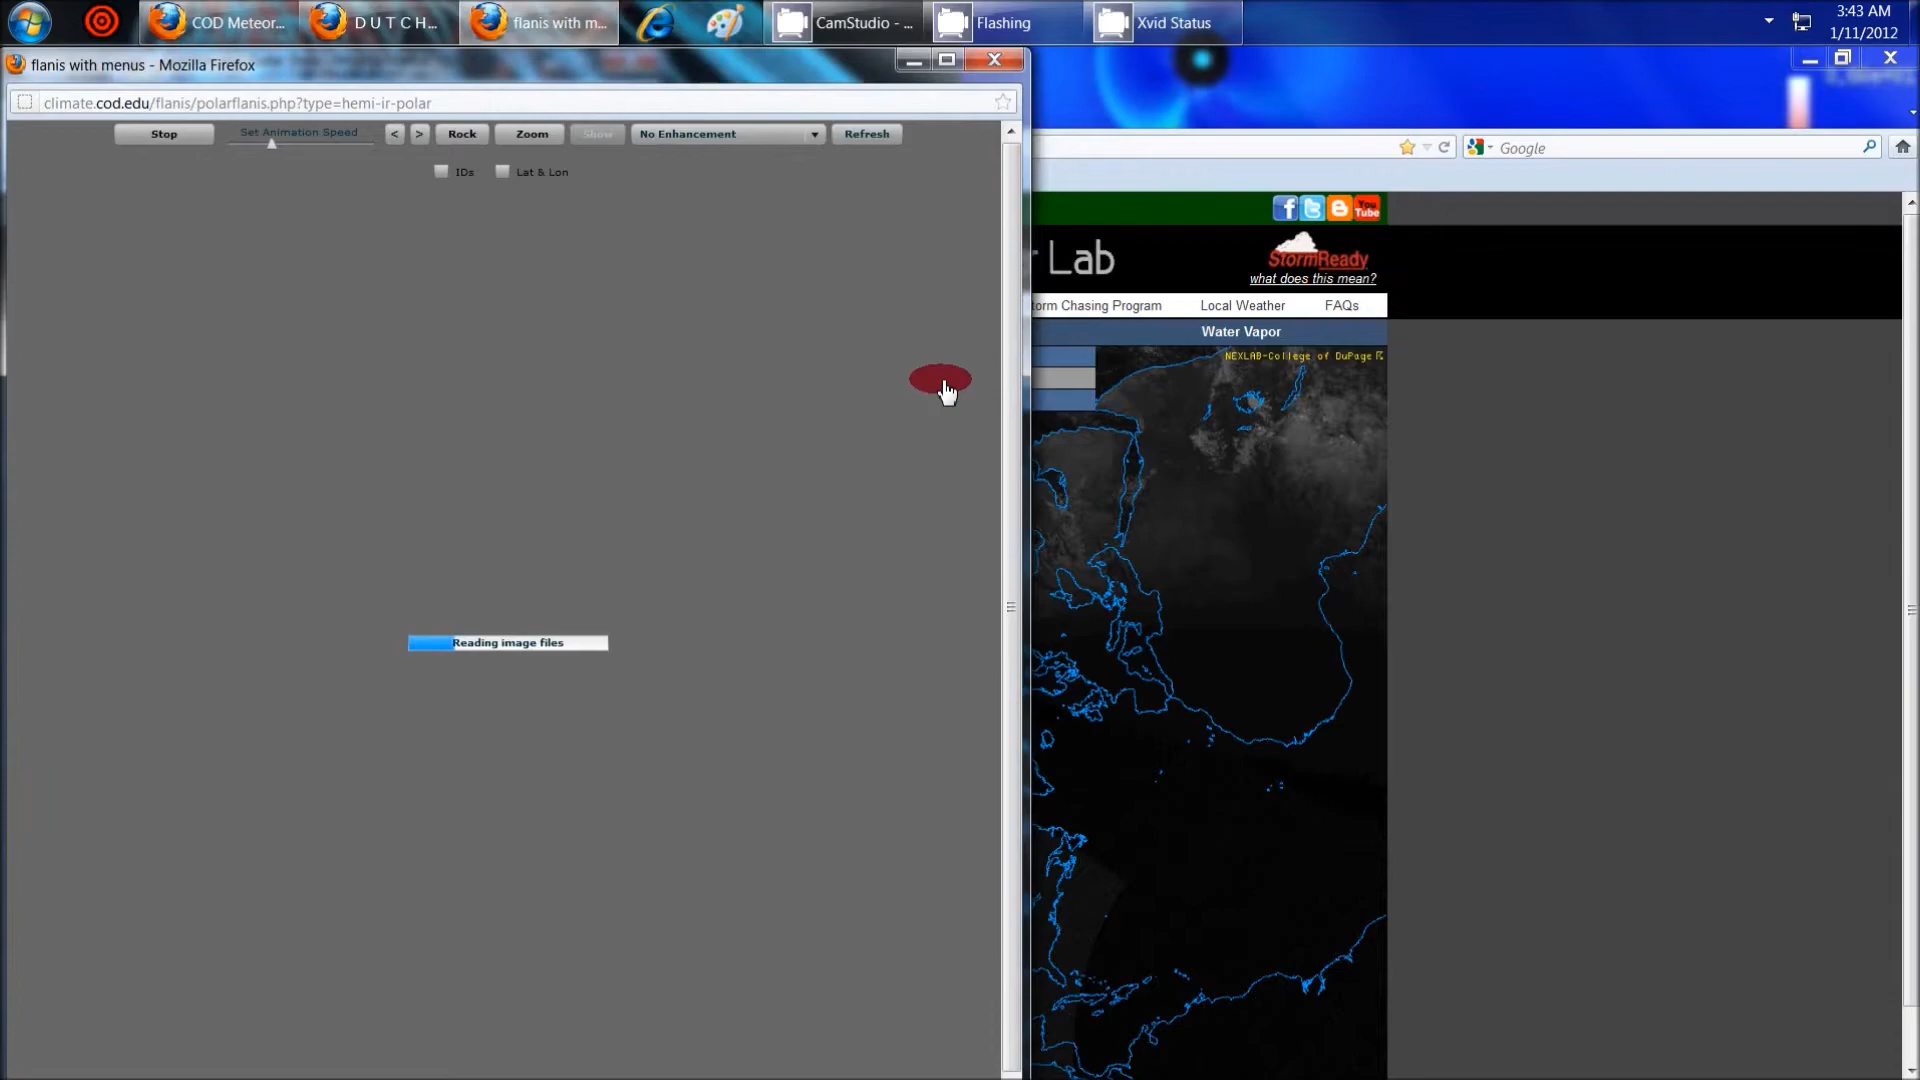 COD Meteor...
D U T C H...
flanis with m...
CamStudio - ...
Flashing
Xvid Status
3:43 AM
1/11/2012
flanis with menus - Mozilla Firefox
climate.cod.edu/flanis/polarflanis.php?type=hemi-ir-polar
Google
Stop
Set Animation Speed
<
>
Rock
Zoom
Show
No Enhancement
Refresh
IDs
Lat & Lon
You
Tube
r Lab
StormReady
what does this mean?
torm Chasing Program
Local Weather
FAQs
Water Vapor
NEXLAB-College of DuPage
Reading image files